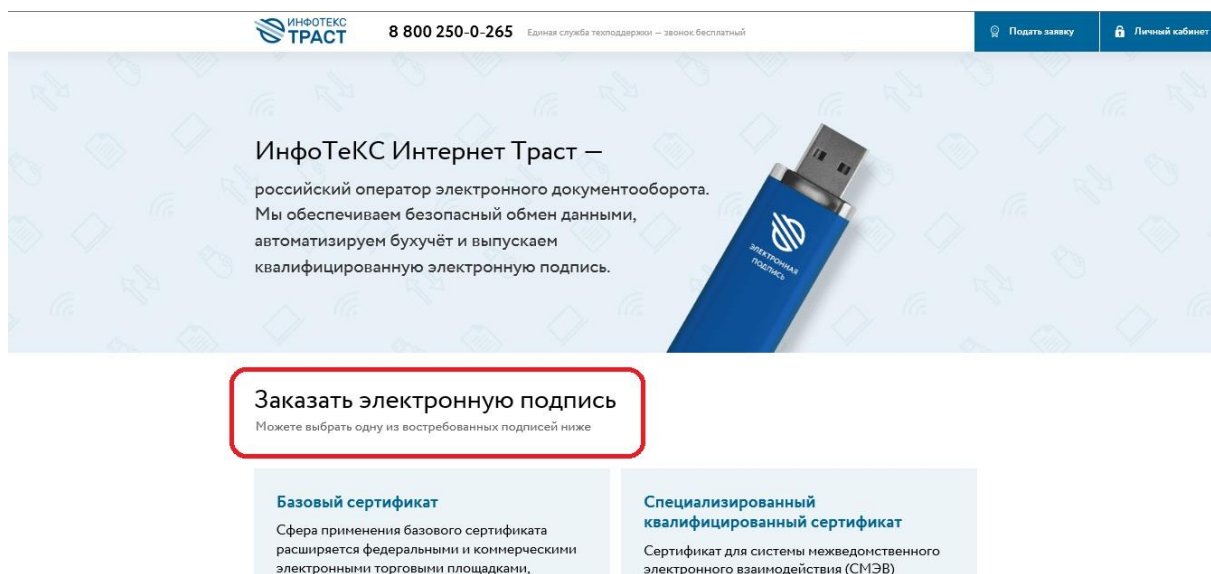 ИНФОТЕКС
ТРАСТ
8 800 250-0-265
Единая служба техподдержки — звонок бесплатный
Подать заявку
Личный кабинет
ИнфоТеКС Интернет Траст —
российский оператор электронного документооборота.
Мы обеспечиваем безопасный обмен данными,
автоматизируем бухучёт и выпускаем
квалифицированную электронную подпись.
ЭЛЕКТРОННАЯ
ПОДПИСЬ
Заказать электронную подпись
Можете выбрать одну из востребованных подписей ниже
Базовый сертификат
Сфера применения базового сертификата
расширяется федеральными и коммерческими
электронными торговыми площадками,
Специализированный
квалифицированный сертификат
Сертификат для системы межведомственного
электронного взаимодействия (СМЭВ)